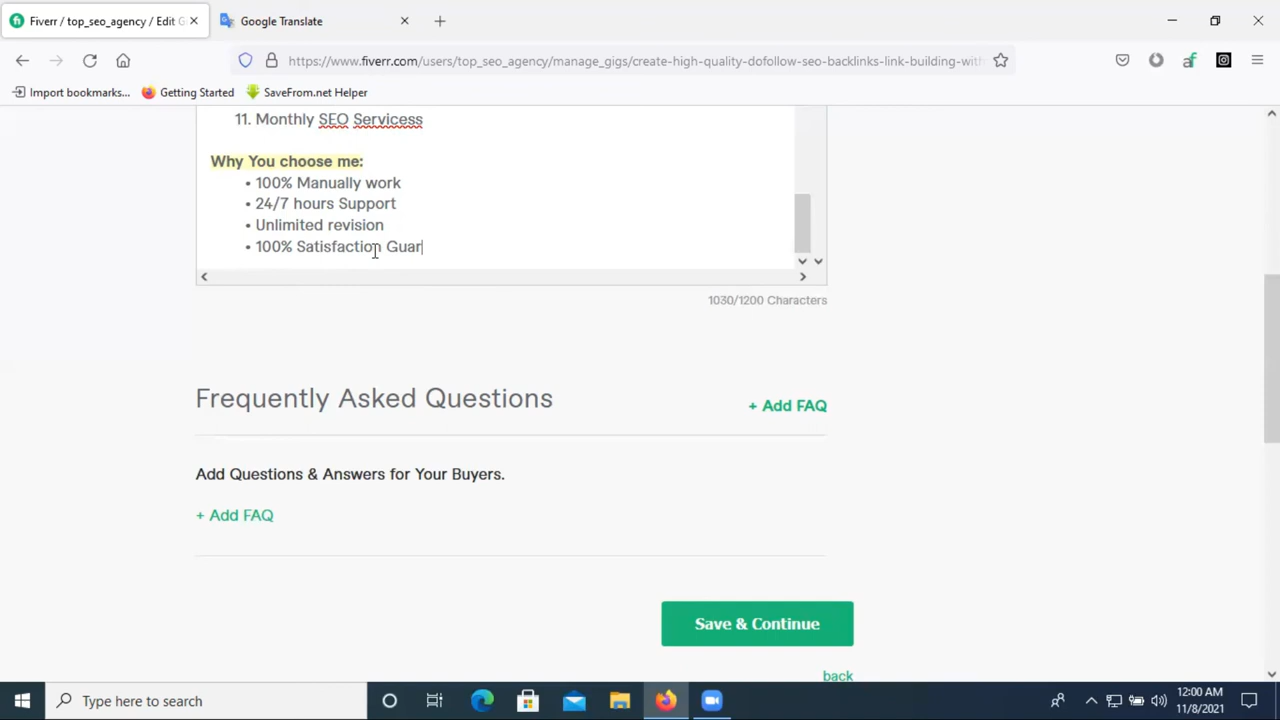 Fiverr / top_seo_agency / Edit G
Google Translate
https://www.fiverr.com/users/top_seo_agency/manage_gigs/create-high-quality-dofollow-seo-backlinks-link-building-with
Import bookmarks...
Getting Started
SaveFrom.net Helper
11. Monthly SEO Servicess
Why You choose me:
• 100% Manually work
• 24/7 hours Support
• Unlimited revision
• 100% Satisfaction Guar
1030/1200 Characters
Frequently Asked Questions
+ Add FAQ
Add Questions & Answers for Your Buyers.
+ Add FAQ
Save & Continue
back
Type here to search
12:00 AM
11/8/2021